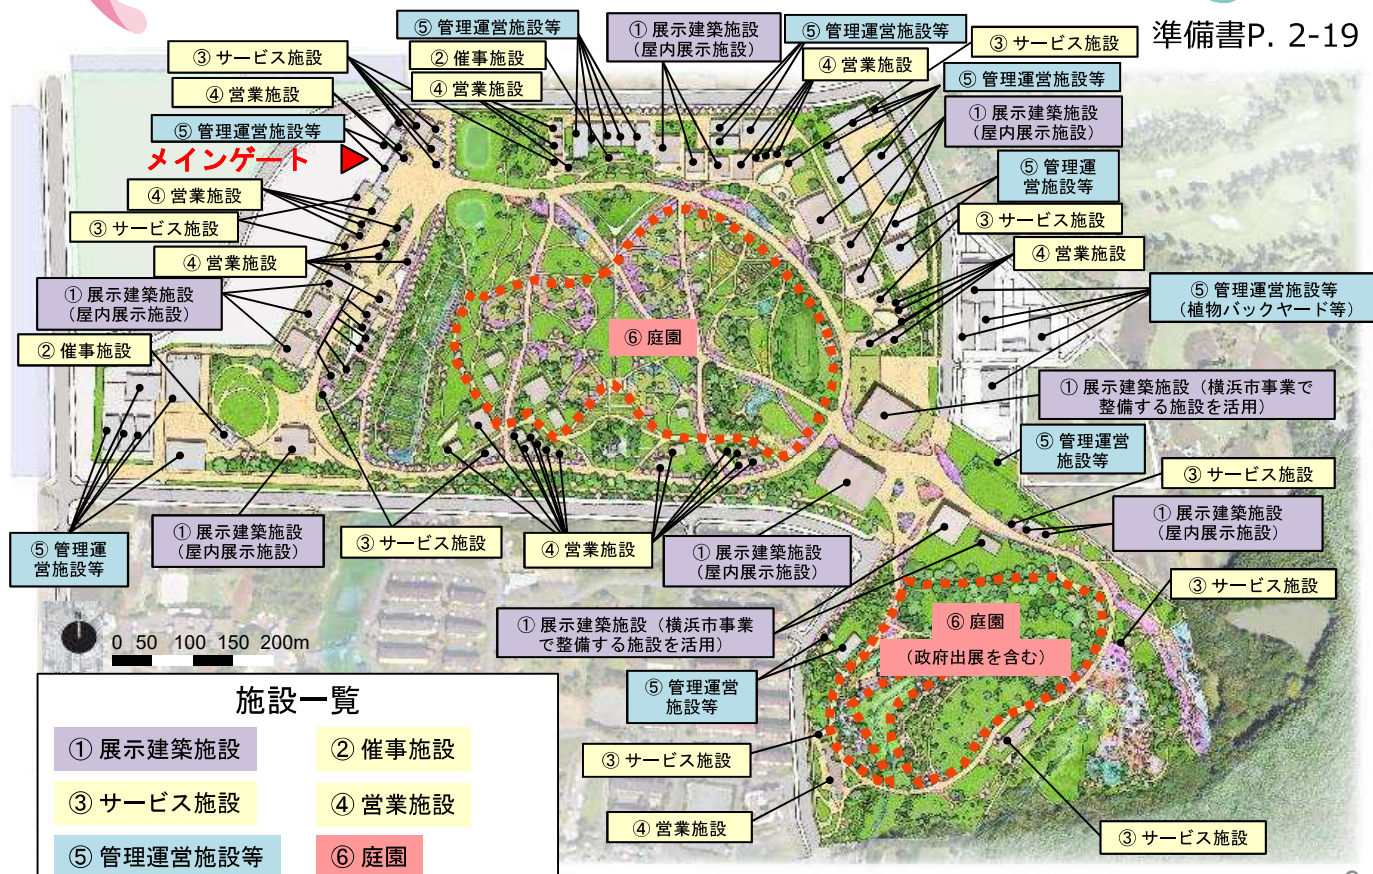 準備書P. 2-19
⑤ 管理運営施設等
① 展示建築施設
(屋内展示施設)
⑤ 管理運営施設等
③ サービス施設
③ サービス施設
② 催事施設
④ 営業施設
④ 営業施設
④ 営業施設
⑤ 管理運営施設等
⑤ 管理運営施設等
① 展示建築施設
(屋内展示施設)
メインゲート
⑤ 管理運
営施設等
④ 営業施設
③ サービス施設
③ サービス施設
④ 営業施設
④ 営業施設
① 展示建築施設
(屋内展示施設)
⑤ 管理運営施設等
(植物バックヤード等)
⑥ 庭園
② 催事施設
① 展示建築施設（横浜市事業で
整備する施設を活用）
⑤ 管理運営
施設等
③ サービス施設
① 展示建築施設
(屋内展示施設)
⑤ 管理運
営施設等
① 展示建築施設
(屋内展示施設)
③ サービス施設
④ 営業施設
① 展示建築施設
(屋内展示施設)
③ サービス施設
① 展示建築施設（横浜市事業
で整備する施設を活用）
⑥ 庭園
(政府出展を含む)
N
0 50 100 150 200m
⑤ 管理運営
施設等
③ サービス施設
④ 営業施設
③ サービス施設
施設一覧
① 展示建築施設
② 催事施設
③ サービス施設
④ 営業施設
⑤ 管理運営施設等
⑥ 庭園